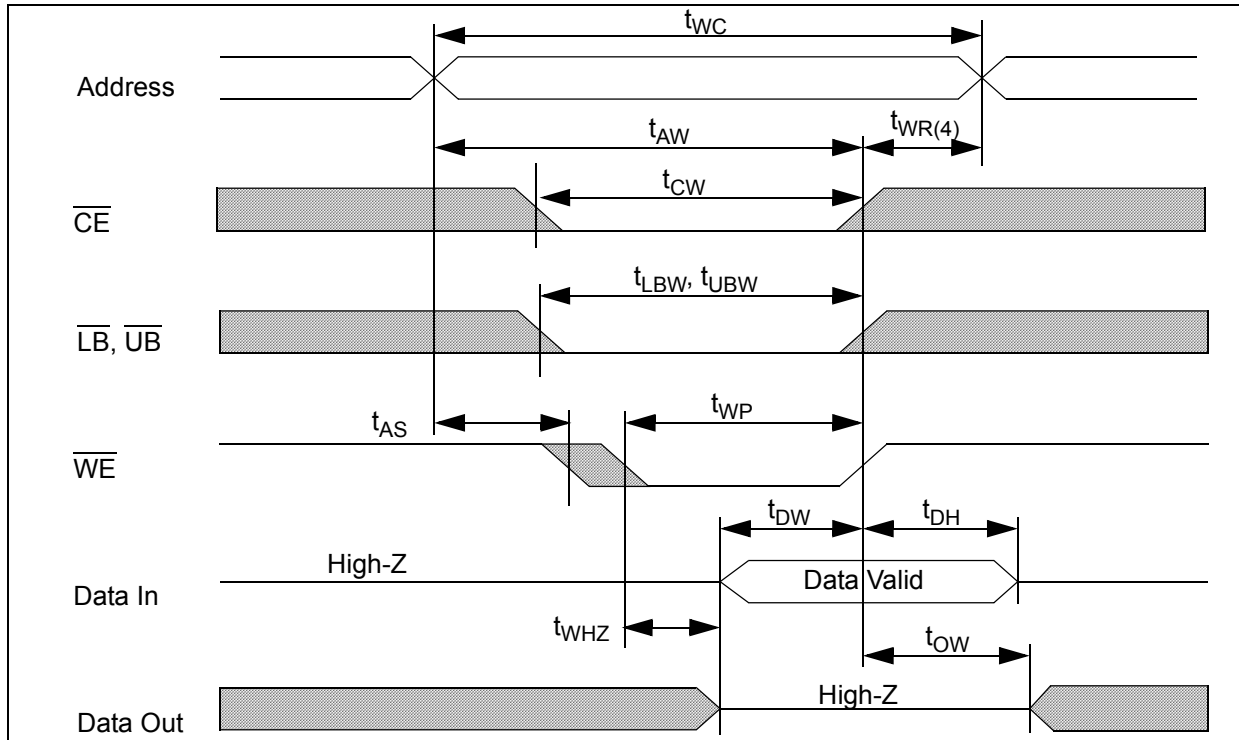 tWC
Address
tAW
tWR(4)
tCW
CE
tLBW, tUBW
LB, UB
tAS
tWP
WE
tDW
tDH
High-Z
Data Valid
Data In
tWHZ
tOW
High-Z
Data Out